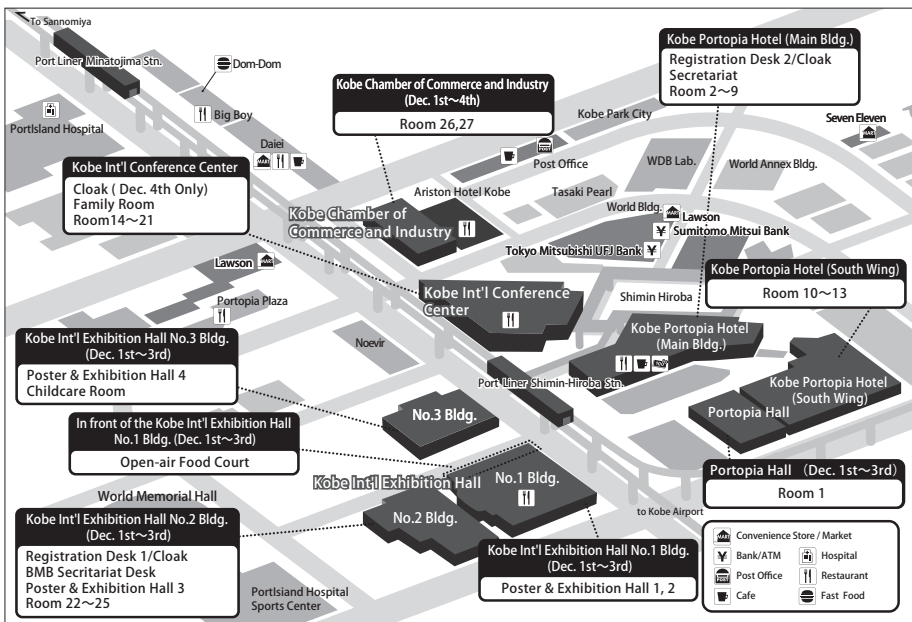 To Sannomiya
Port Liner Minatojima Stn.
Dom-Dom
Big Boy
PortIsland Hospital
Daiei
MART
Kobe Chamber of Commerce and Industry
(Dec. 1st~4th)
Room 26,27
Kobe Portopia Hotel (Main Bldg.)
Registration Desk 2/Cloak
Secretariat
Room 2~9
Kobe Park City
POST
Post Office
Seven Eleven
MART
WDB Lab.
World Annex Bldg.
Kobe Int'l Conference Center
Cloak ( Dec. 4th Only)
Family Room
Room14~21
Ariston Hotel Kobe
Tasaki Pearl
World Bldg.
MART
Lawson
¥
Sumitomo Mitsui Bank
Tokyo Mitsubishi UFJ Bank
¥
Kobe Chamber of
Commerce and Industry
Lawson
MART
Portopia Plaza
Kobe Int'l Conference
Center
Shimin Hiroba
Kobe Portopia Hotel (South Wing)
Room 10~13
Kobe Portopia Hotel
(Main Bldg.)
Noevir
Port Liner Shimin-Hiroba Stn.
Kobe Portopia Hotel
(South Wing)
Portopia Hall
Kobe Int'l Exhibition Hall No.3 Bldg.
(Dec. 1st~3rd)
Poster & Exhibition Hall 4
Childcare Room
No.3 Bldg.
In front of the Kobe Int'l Exhibition Hall
No.1 Bldg. (Dec. 1st~3rd)
Open-air Food Court
Kobe Int'l Exhibition Hall
No.1 Bldg.
No.2 Bldg.
World Memorial Hall
Portopia Hall (Dec. 1st~3rd)
Room 1
to Kobe Airport
Kobe Int'l Exhibition Hall No.2 Bldg.
(Dec. 1st~3rd)
Registration Desk 1/Cloak
BMB Secritariat Desk
Poster & Exhibition Hall 3
Room 22~25
PortIsland Hospital
Sports Center
Kobe Int'l Exhibition Hall No.1 Bldg.
(Dec. 1st~3rd)
Poster & Exhibition Hall 1, 2
MART Convenience Store / Market
¥ Bank/ATM
Hospital
POST Post Office
Restaurant
Cafe
Fast Food